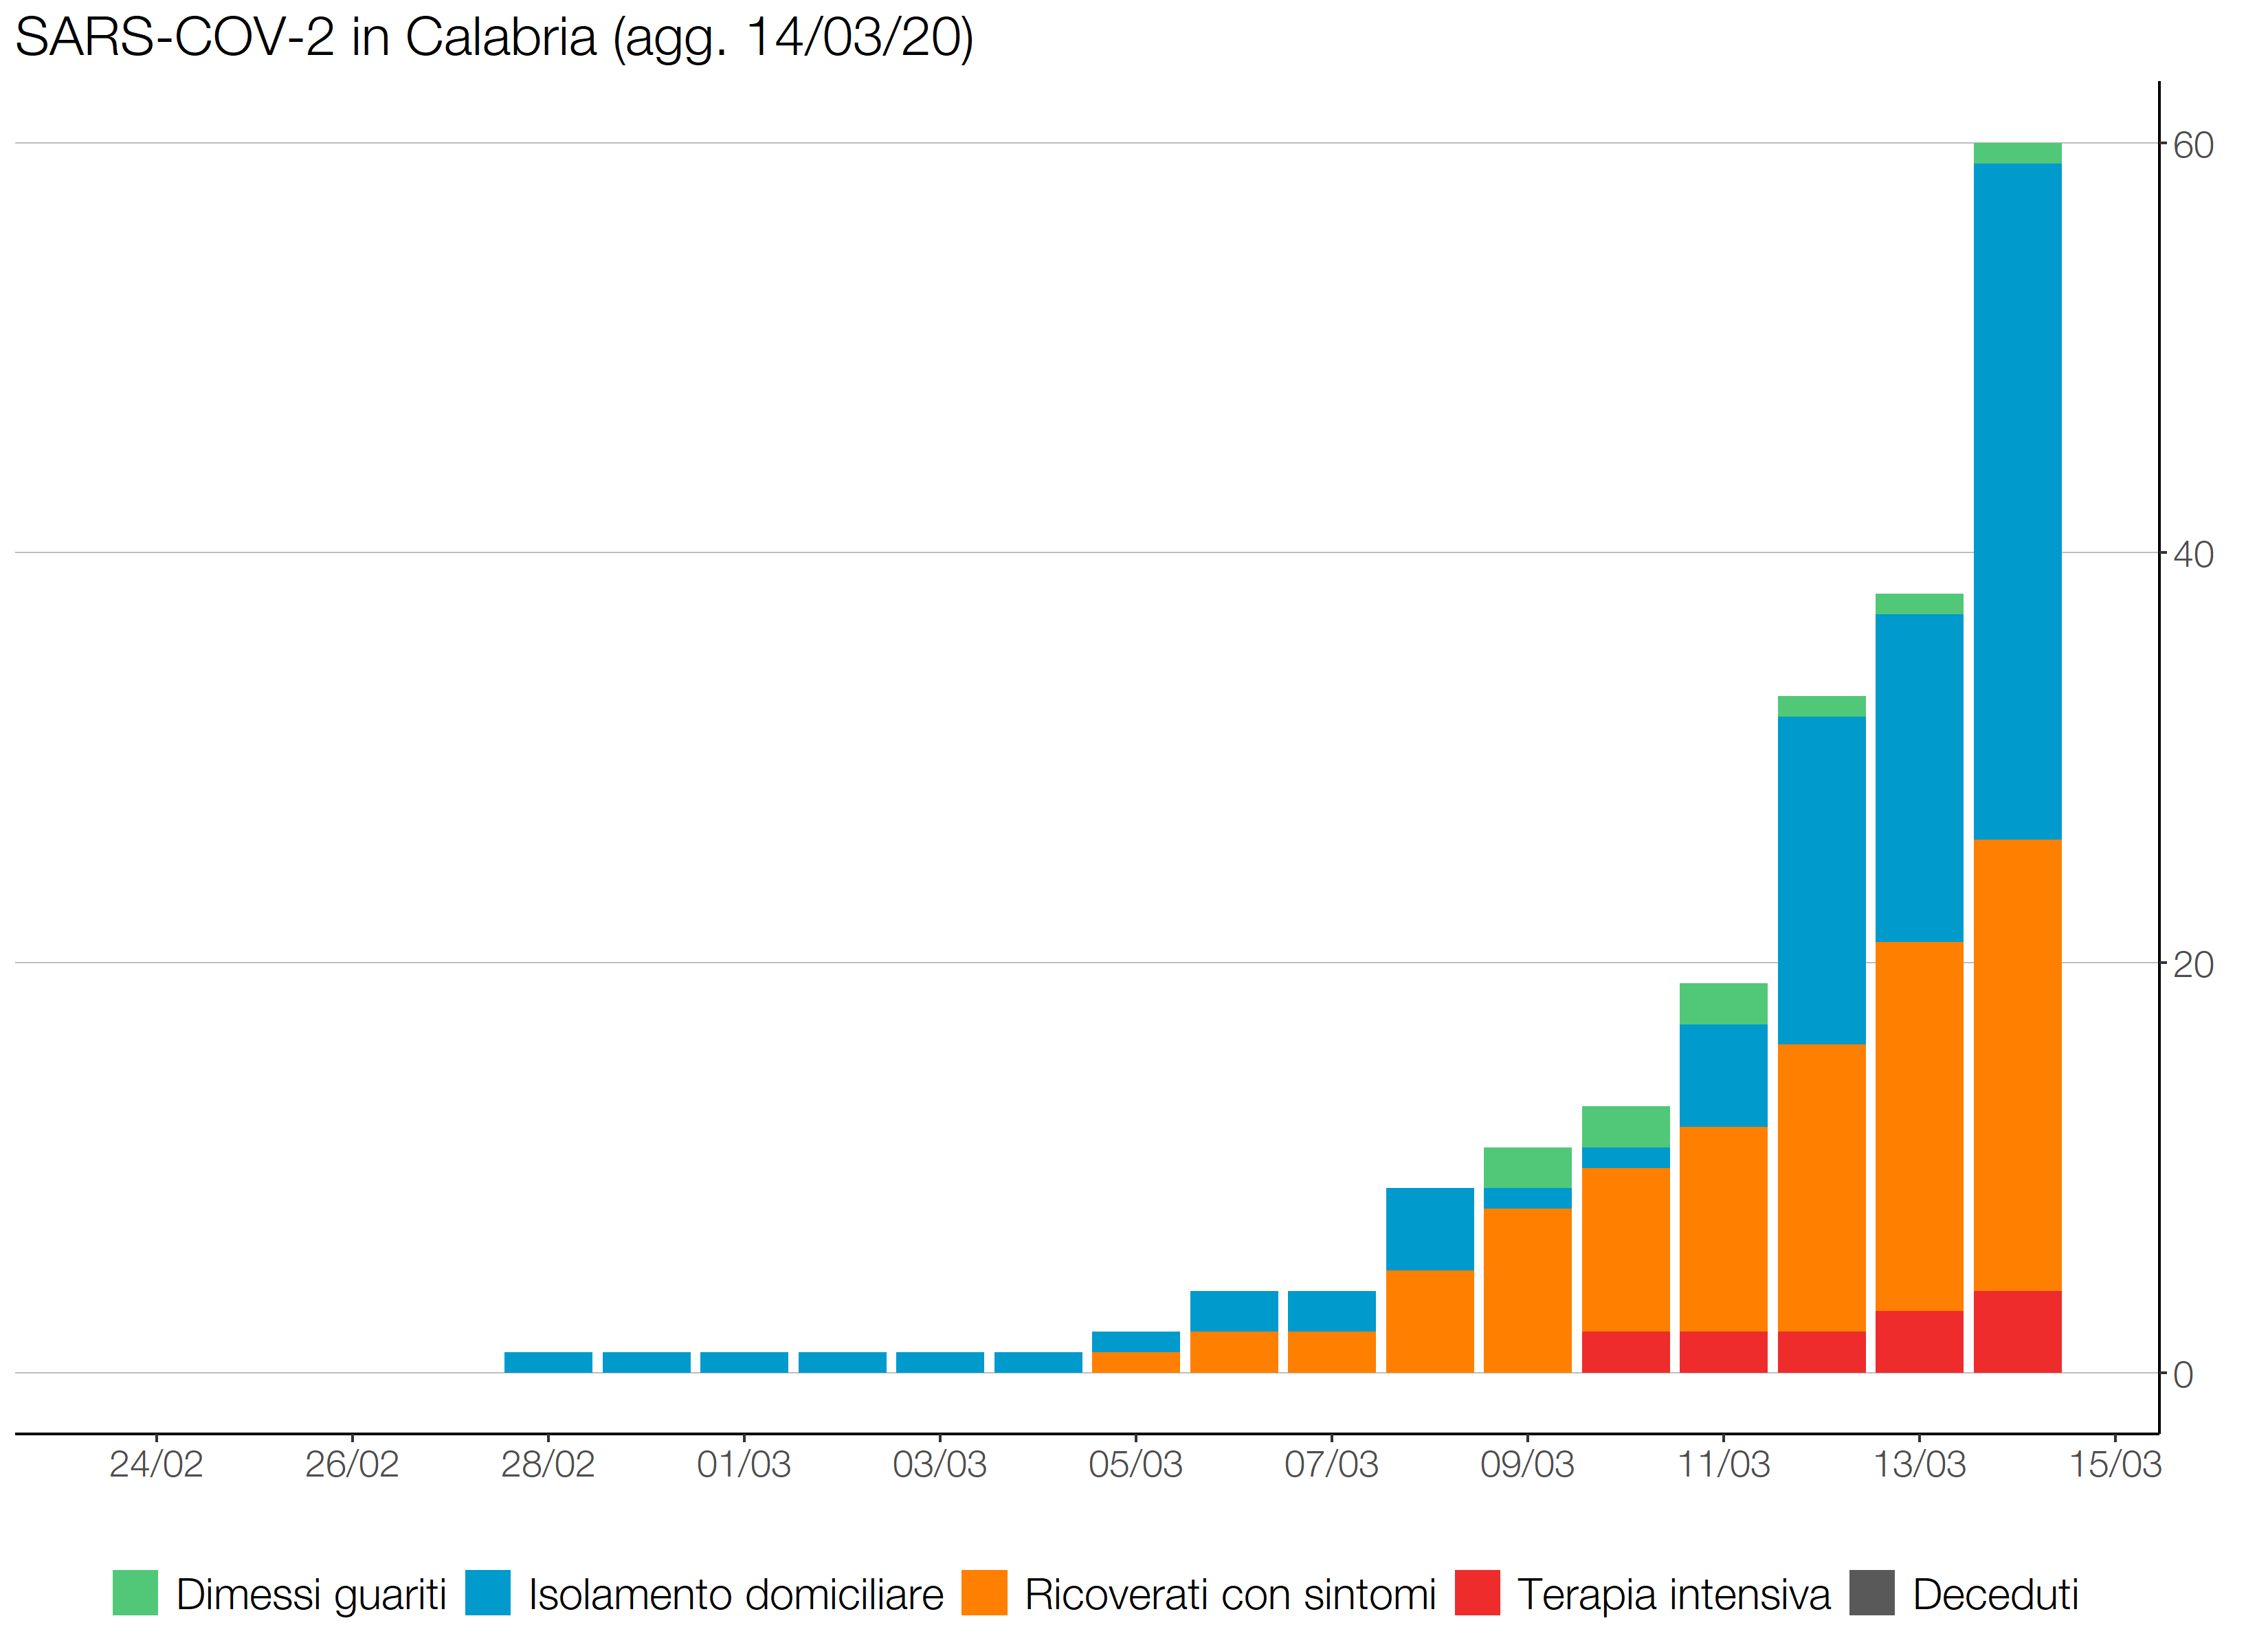 SARS-COV-2 in Calabria (agg. 14/03/20)
60
40
20
0
24/02 26/02 28/02 01/03 03/03 05/03 07/03 09/03 11/03 13/03 15/03
Dimessi guariti Isolamento domiciliare Ricoverati con sintomi Terapia intensiva Deceduti